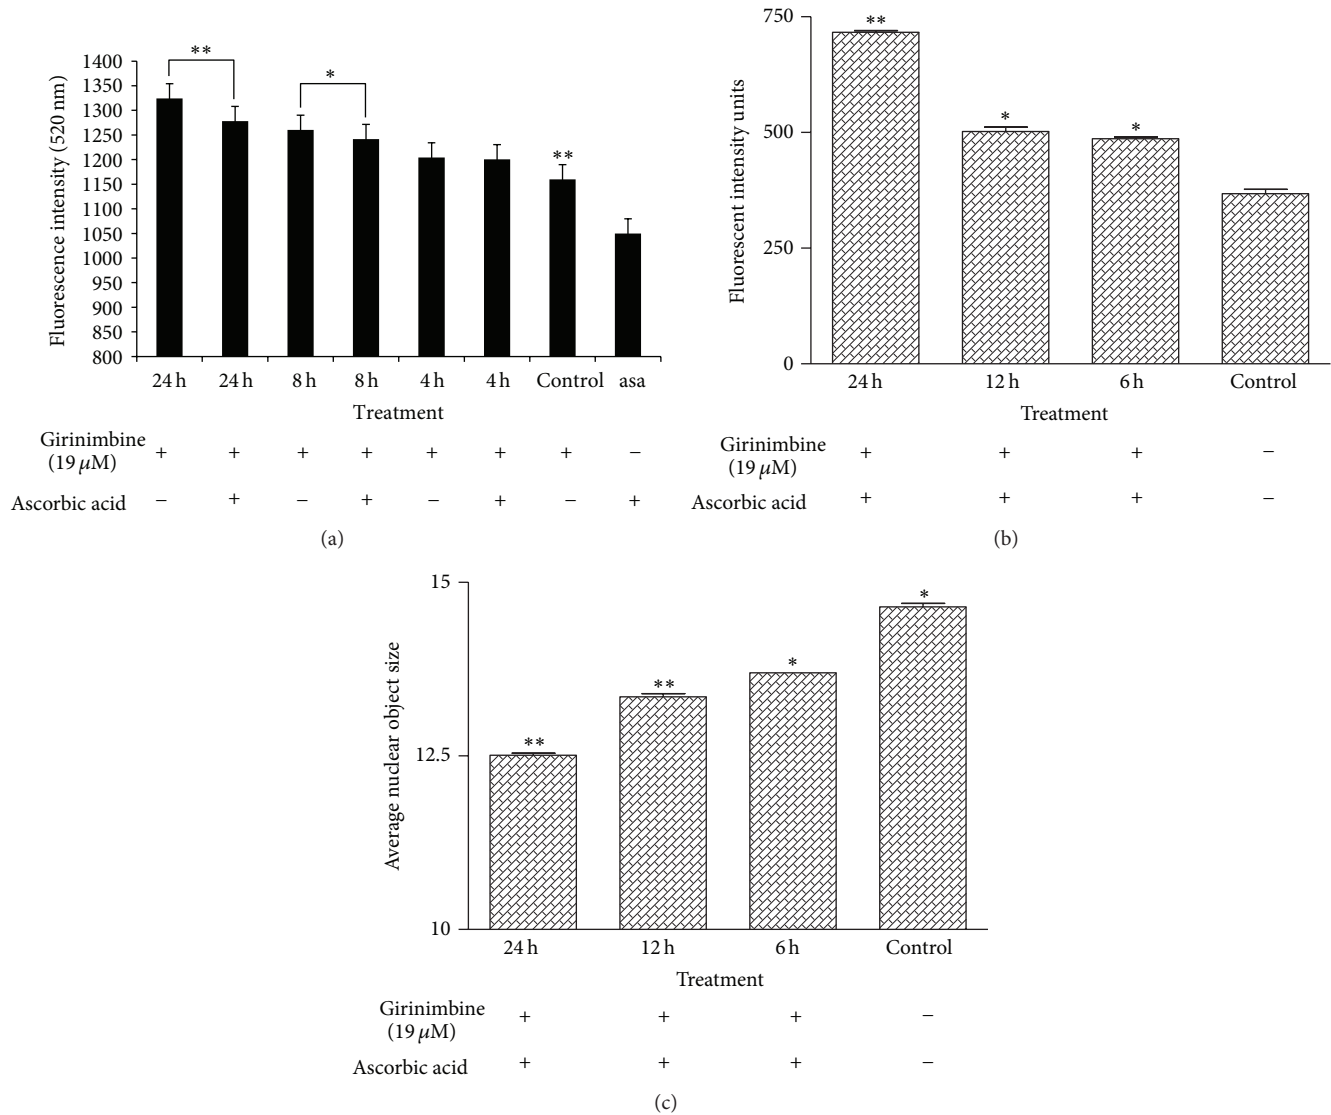 **
*
**
1400
1350
1300
1250
1200
1150
1100
1050
1000
950
900
850
800
Fluorescence intensity (520 nm)
24 h 24 h 8 h 8 h 4 h 4 h Control asa
Treatment
Girinimbine
(19 μM)
+ + + + + + + −
Ascorbic acid − + − + − + − +
(a)
**
*
*
750
500
250
0
Fluorescent intensity units
24 h 12 h 6 h Control
Treatment
Girinimbine
(19 μM)
+ + + −
Ascorbic acid + + + −
(b)
**
**
*
*
15
12.5
10
Average nuclear object size
24 h 12 h 6 h Control
Treatment
Girinimbine
(19 μM)
+ + + −
Ascorbic acid + + + −
(c)